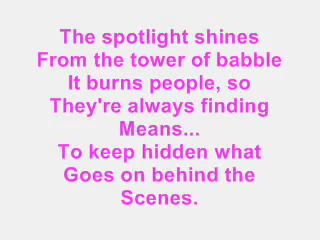 The spotlight shines
From the tower of babble
It burns people, so
They're always finding
Means...
To keep hidden what
Goes on behind the
Scenes.